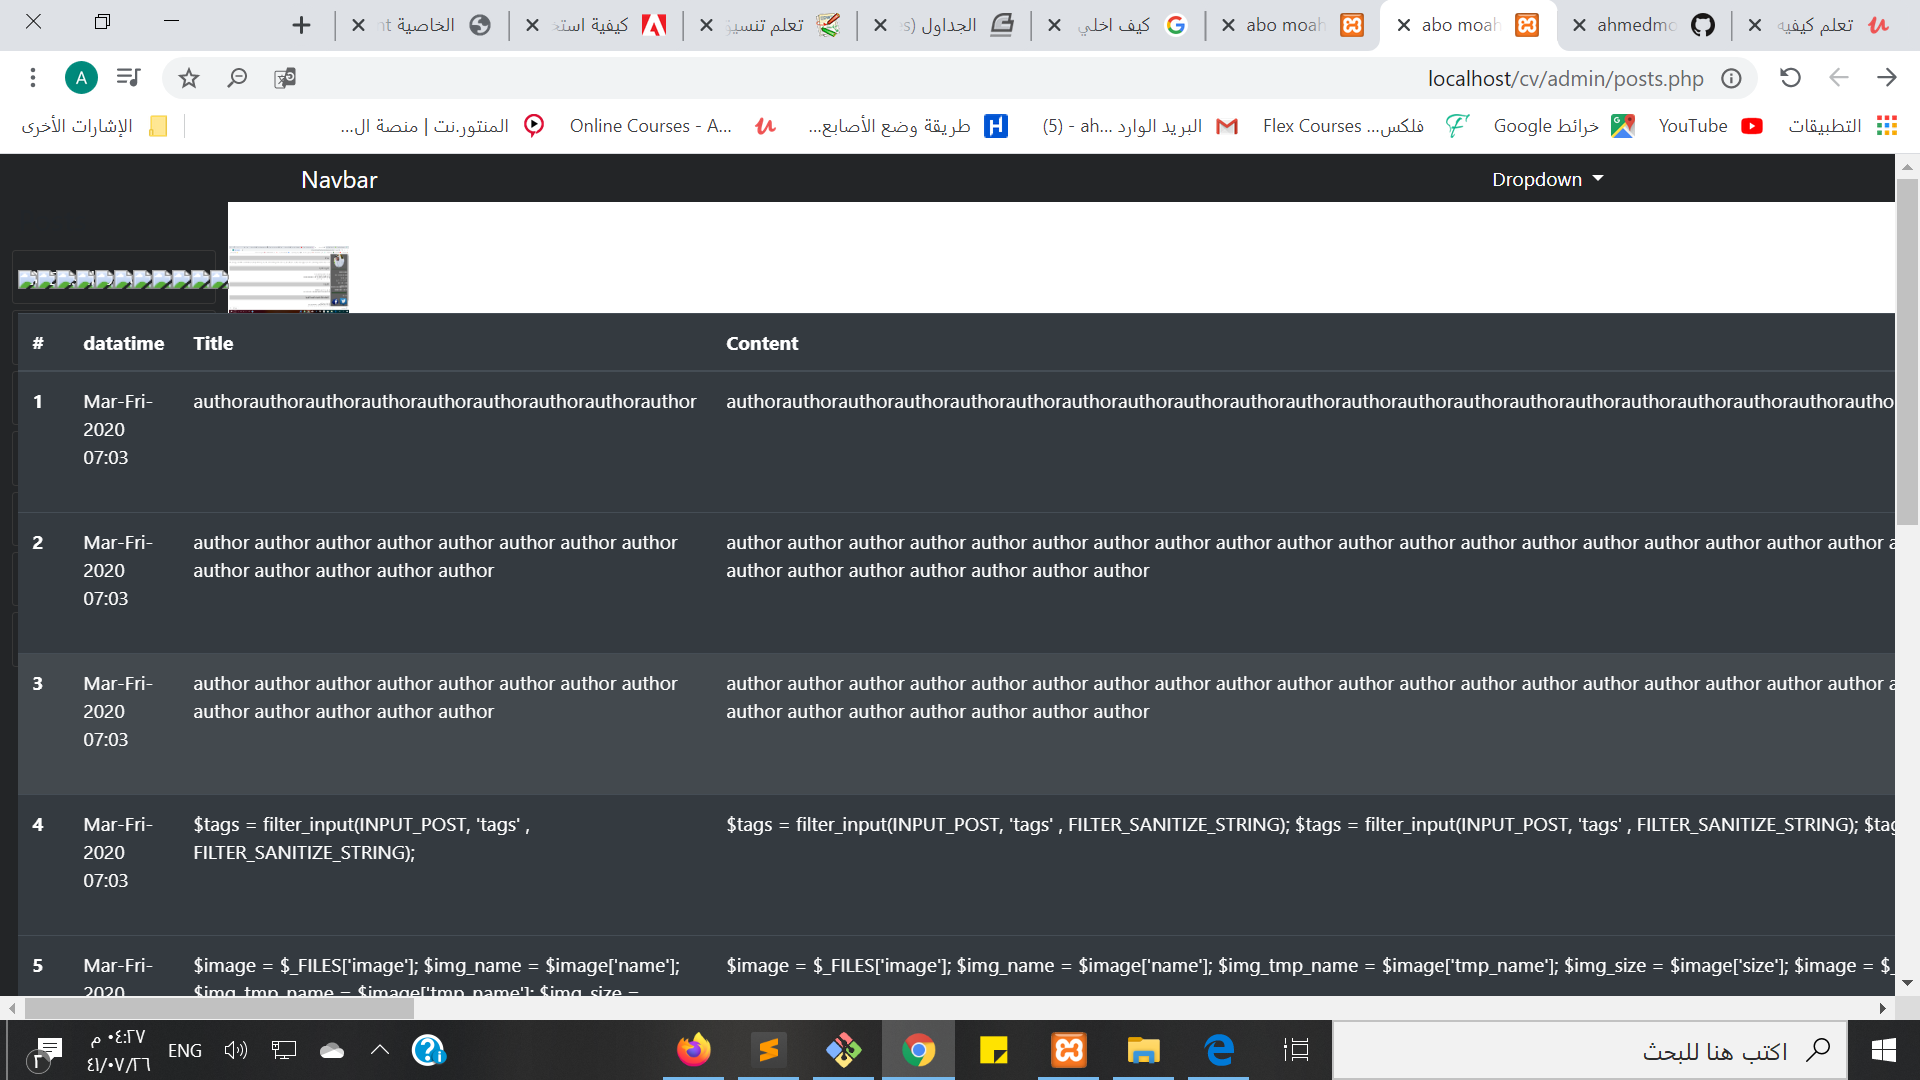 الخاصية nt
كيفية استخ
تعلم تنسيق
الجداول (es
كيف اخلي
abo moah
abo moah
ahmedmo
تعلم كيفيه
A
localhost/cv/admin/posts.php
الإشارات الأخرى
المنتور.نت | منصة ال...
Online Courses - A...
طريقة وضع الأصابع...
البريد الوارد (5) - ah...
فلكس... Flex Courses
خرائط Google
YouTube
التطبيقات
Navbar
Dropdown
# datatime Title Content
1 Mar-Fri-2020 07:03 authorauthorauthorauthorauthorauthorauthorauthorauthor authorauthorauthorauthorauthorauthorauthorauthorauthorauthorauthorauthorauthorauthorauthorauthorauthorauthorauthorauthorautho
2 Mar-Fri-2020 07:03
author author author author author author author author
author author author author author
author author author author author author author author author author author author author author author author author author author a
author author author author author author author
3 Mar-Fri-2020 07:03
author author author author author author author author
author author author author author
author author author author author author author author author author author author author author author author author author author a
author author author author author author author
4 Mar-Fri-2020 07:03
$tags = filter_input(INPUT_POST, 'tags' ,
FILTER_SANITIZE_STRING);
$tags = filter_input(INPUT_POST, 'tags' , FILTER_SANITIZE_STRING); $tags = filter_input(INPUT_POST, 'tags' , FILTER_SANITIZE_STRING); $tag
5 Mar-Fri-2020
$image = $_FILES['image']; $img_name = $image['name'];
$img_tmp_name = $image['tmp_name']; $img_size =
$image = $_FILES['image']; $img_name = $image['name']; $img_tmp_name = $image['tmp_name']; $img_size = $image['size']; $image = $_
٠٤:٢٧ م
٤١/٠٧/٢٦
٣
ENG
اكتب هنا للبحث